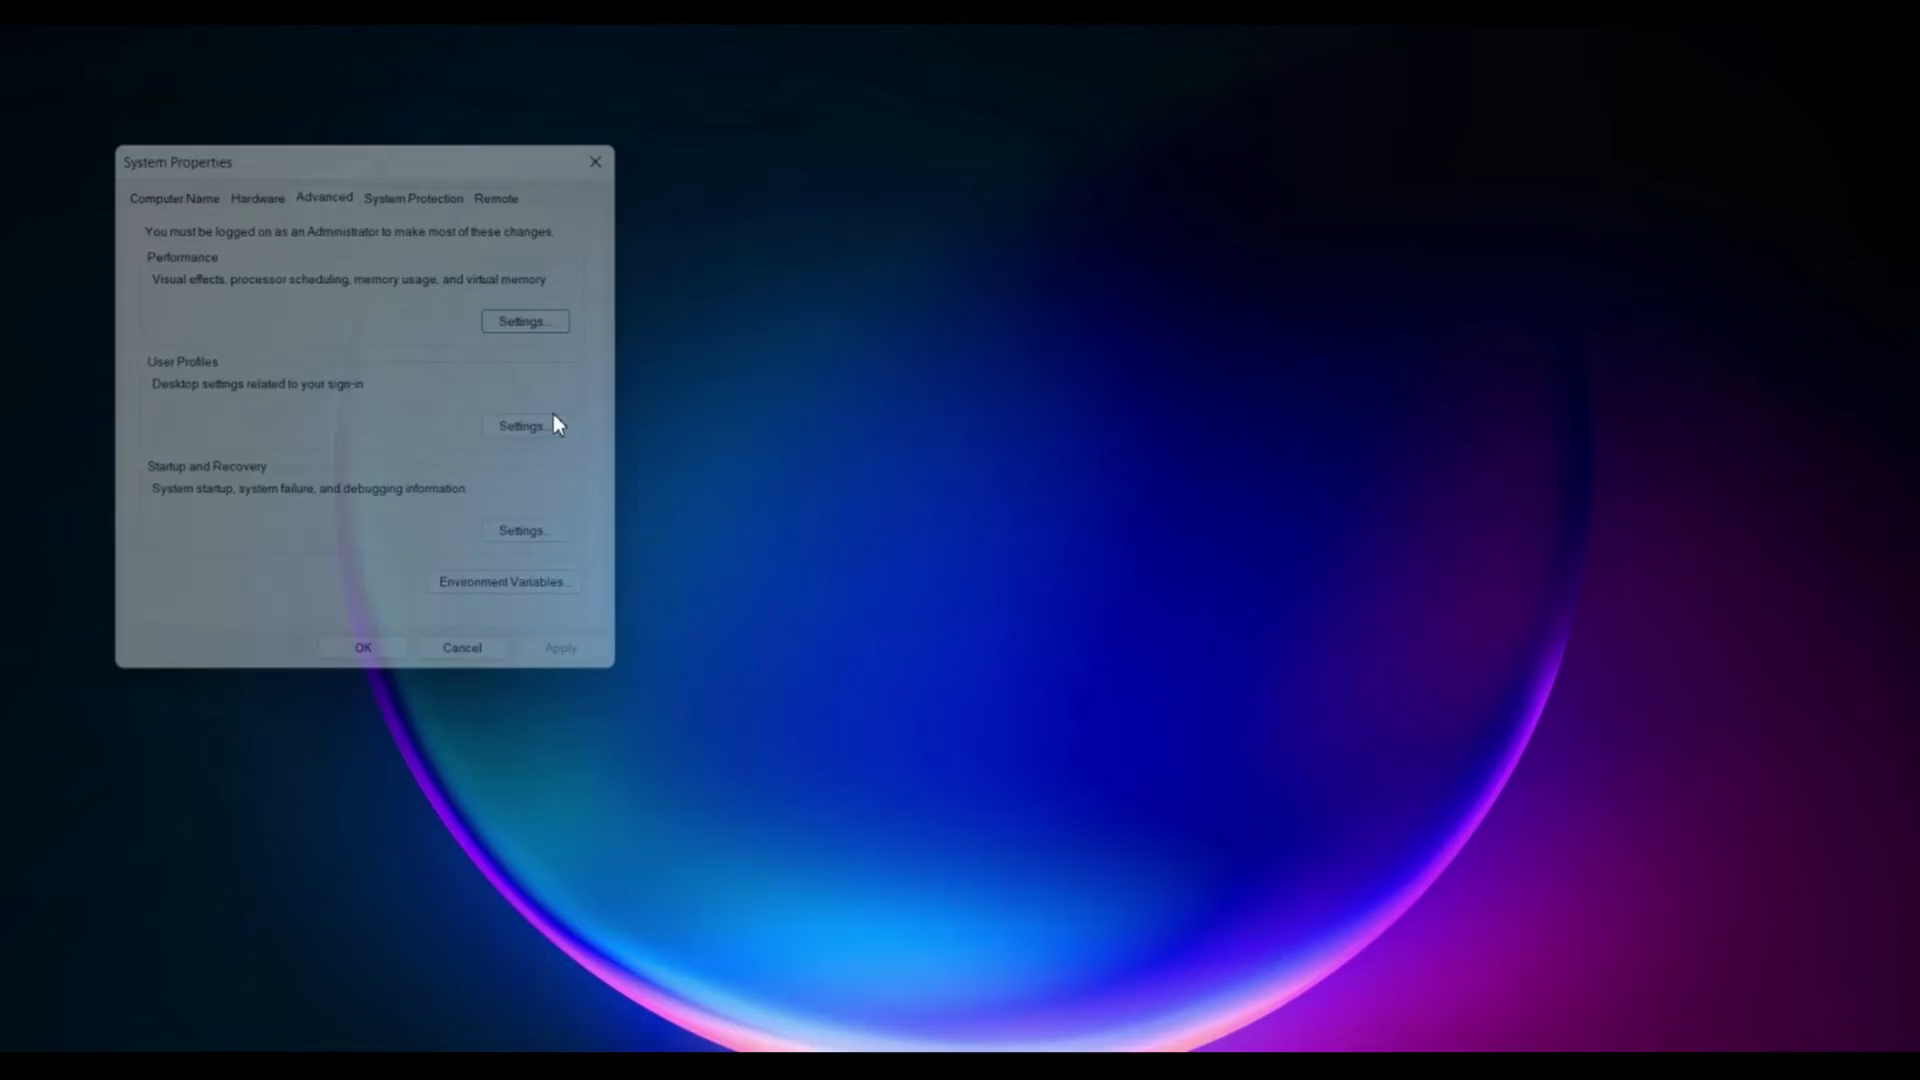 System Properties
Computer Name Hardware Advanced System Protection Remote
You must be logged on as an Administrator to make most of these changes.
Performance
Visual effects, processor scheduling, memory usage, and virtual memory
Settings...
User Profiles
Desktop settings related to your sign-in
Settings...
Startup and Recovery
System startup, system failure, and debugging information
Settings...
Environment Variables...
OK Cancel Apply